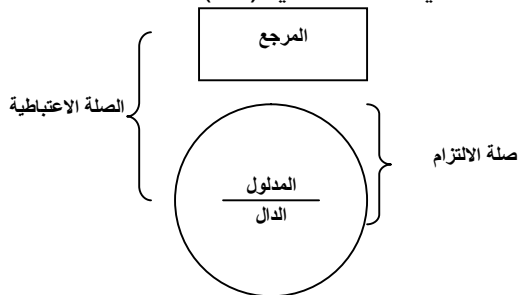 المرجع
الصلة الاعتباطية
صلة الالتزام
المدلول
الدال